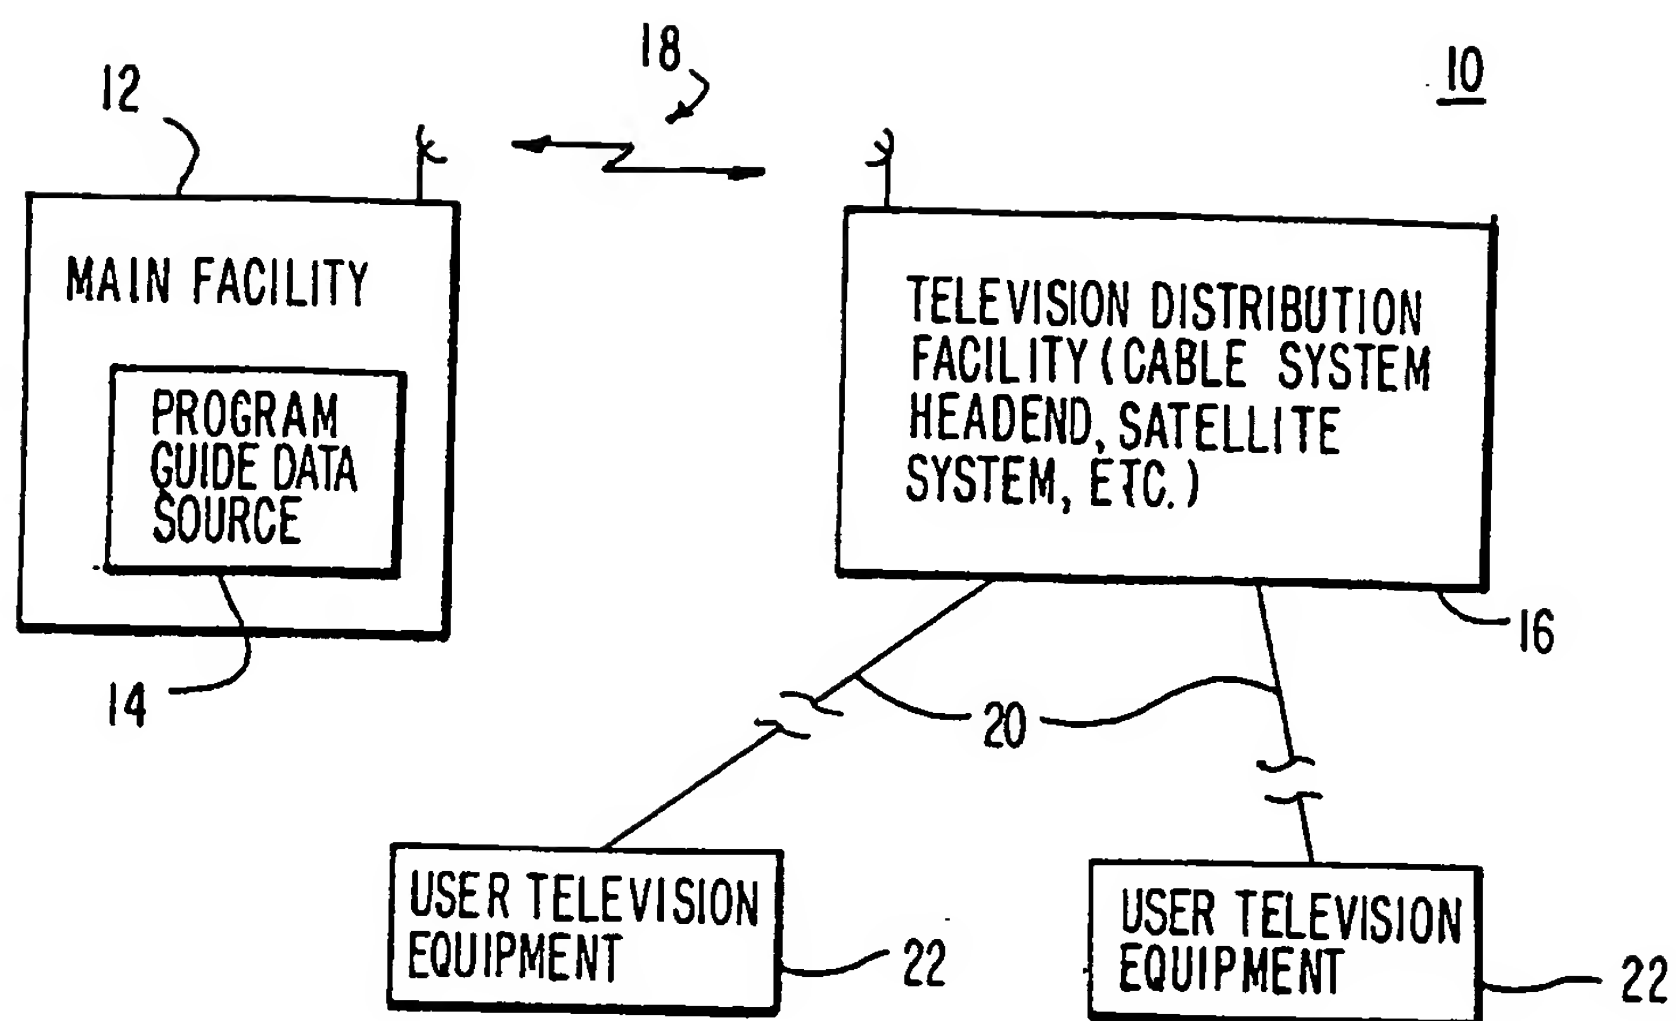 18
10
12
MAIN FACILITY
PROGRAM
GUIDE DATA
SOURCE
14
TELEVISION DISTRIBUTION
FACILITY (CABLE SYSTEM
HEADEND, SATELLITE
SYSTEM, ETC.)
16
20
USER TELEVISION
EQUIPMENT
22
USER TELEVISION
EQUIPMENT
22